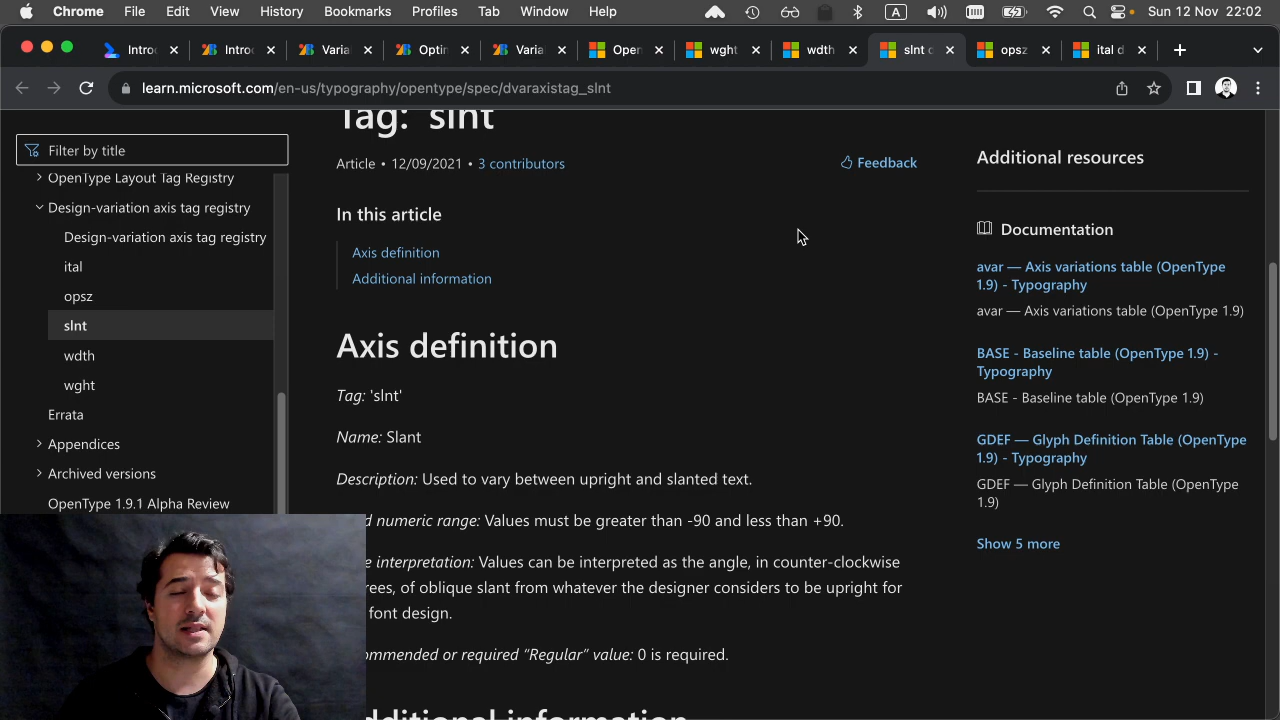 Chrome File Edit View History Bookmarks Profiles Tab Window Help A Sun 12 Nov 22:02
Introd Introd Varia Optin Varia Open wght wdth slnt d opsz ital d
learn.microsoft.com/en-us/typography/opentype/spec/dvaraxistag_slnt
Filter by title
OpenType Layout Tag Registry
Design-variation axis tag registry
Design-variation axis tag registry
ital
opsz
slnt
wdth
wght
Errata
Appendices
Archived versions
OpenType 1.9.1 Alpha Review
Tag: 'slnt'
Article • 12/09/2021 • 3 contributors
Feedback
In this article
Axis definition
Additional information
Axis definition
Tag: 'slnt'
Name: Slant
Description: Used to vary between upright and slanted text.
numeric range: Values must be greater than -90 and less than +90.
interpretation: Values can be interpreted as the angle, in counter-clockwise
rees, of oblique slant from whatever the designer considers to be upright for
font design.
ommended or required “Regular” value: 0 is required.
dditional information
Additional resources
Documentation
avar — Axis variations table (OpenType
1.9) - Typography
avar — Axis variations table (OpenType 1.9)
BASE - Baseline table (OpenType 1.9) -
Typography
BASE - Baseline table (OpenType 1.9)
GDEF — Glyph Definition Table (OpenType
1.9) - Typography
GDEF — Glyph Definition Table (OpenType
1.9)
Show 5 more